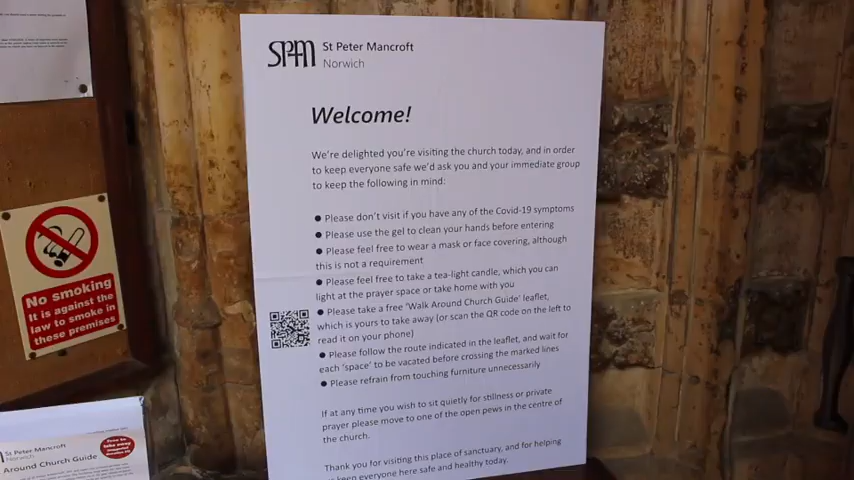 SPMN
St Peter Mancroft
Norwich
Welcome!
We're delighted you're visiting the church today, and in order
to keep everyone safe we'd ask you and your immediate group
to keep the following in mind:
● Please don't visit if you have any of the Covid-19 symptoms
● Please use the gel to clean your hands before entering
● Please feel free to wear a mask or face covering, although
this is not a requirement
● Please feel free to take a tea-light candle, which you can
light at the prayer space or take home with you
● Please take a free 'Walk Around Church Guide' leaflet,
which is yours to take away (or scan the QR code on the left to
read it on your phone)
● Please follow the route indicated in the leaflet, and wait for
each 'space' to be vacated before crossing the marked lines
● Please refrain from touching furniture unnecessarily
If at any time you wish to sit quietly for stillness or private
prayer please move to one of the open pews in the centre of
the church.
Thank you for visiting this place of sanctuary, and for helping
keep everyone here safe and healthy today.
No smoking
It is against the
law to smoke in
these premises
St Peter Mancroft
Norwich
Around Church Guide
Free to
take away